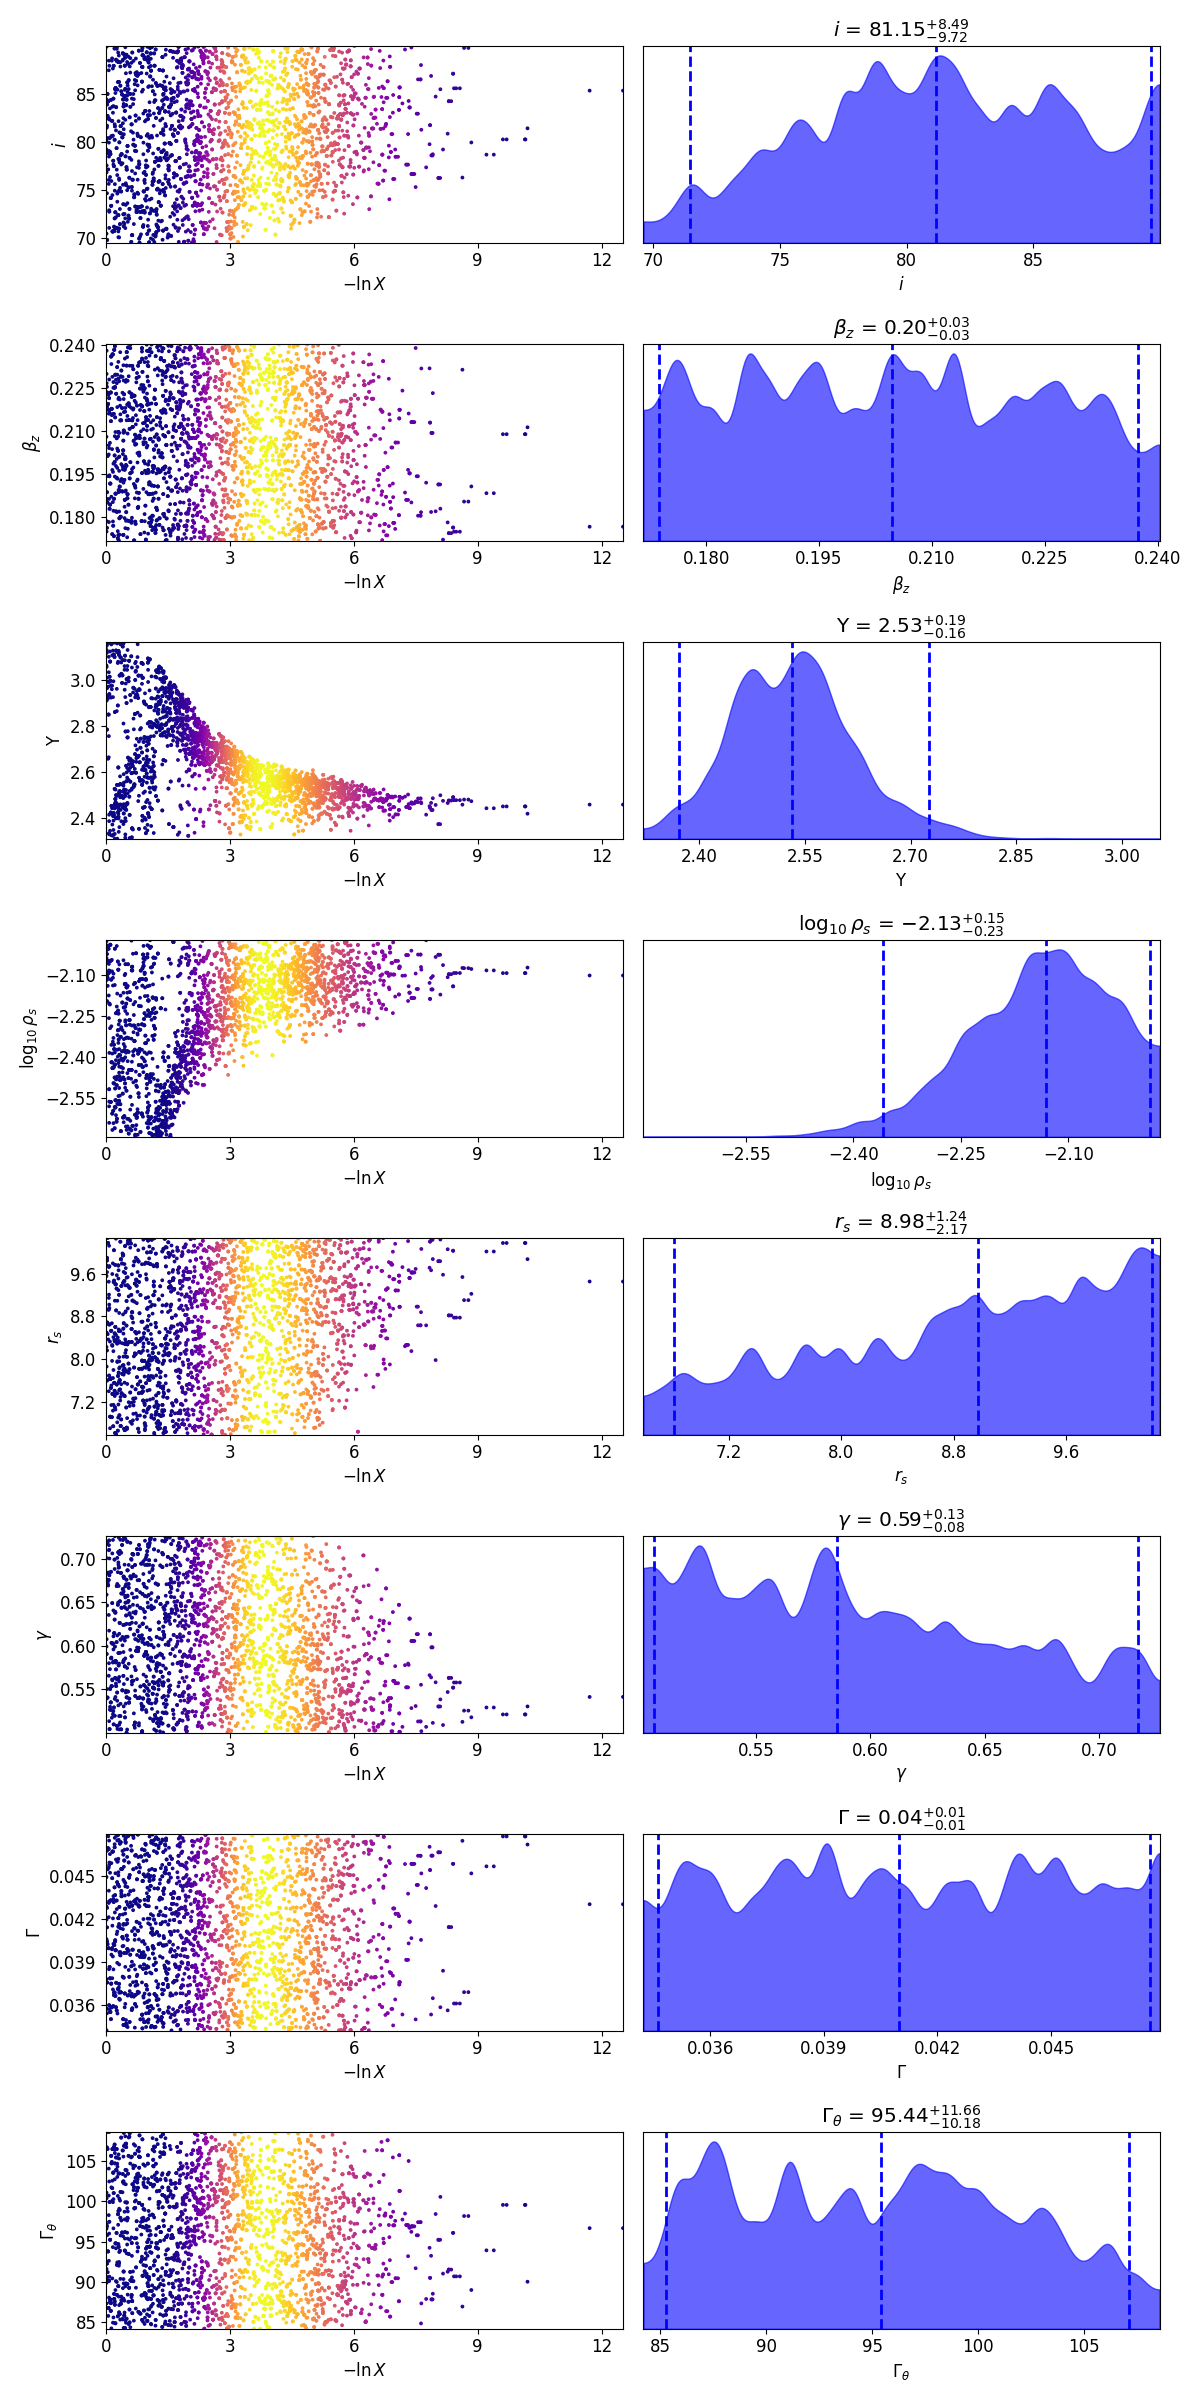 i = 81.15 +8.49 −9.72
85
80
75
70
i
0 3 6 9 12
−ln X
70 75 80 85
i
β_z = 0.20 +0.03 −0.03
0.240
0.225
0.210
0.195
0.180
β_z
0 3 6 9 12
−ln X
0.180 0.195 0.210 0.225 0.240
β_z
Υ = 2.53 +0.19 −0.16
3.0
2.8
2.6
2.4
Υ
0 3 6 9 12
−ln X
2.40 2.55 2.70 2.85 3.00
Υ
log₁₀ ρ_s = −2.13 +0.15 −0.23
−2.10
−2.25
−2.40
−2.55
log₁₀ ρ_s
0 3 6 9 12
−ln X
−2.55 −2.40 −2.25 −2.10
log₁₀ ρ_s
r_s = 8.98 +1.24 −2.17
9.6
8.8
8.0
7.2
r_s
0 3 6 9 12
−ln X
7.2 8.0 8.8 9.6
r_s
γ = 0.59 +0.13 −0.08
0.70
0.65
0.60
0.55
γ
0 3 6 9 12
−ln X
0.55 0.60 0.65 0.70
γ
Γ = 0.04 +0.01 −0.01
0.045
0.042
0.039
0.036
Γ
0 3 6 9 12
−ln X
0.036 0.039 0.042 0.045
Γ
Γ_θ = 95.44 +11.66 −10.18
105
100
95
90
85
Γ_θ
0 3 6 9 12
−ln X
85 90 95 100 105
Γ_θ